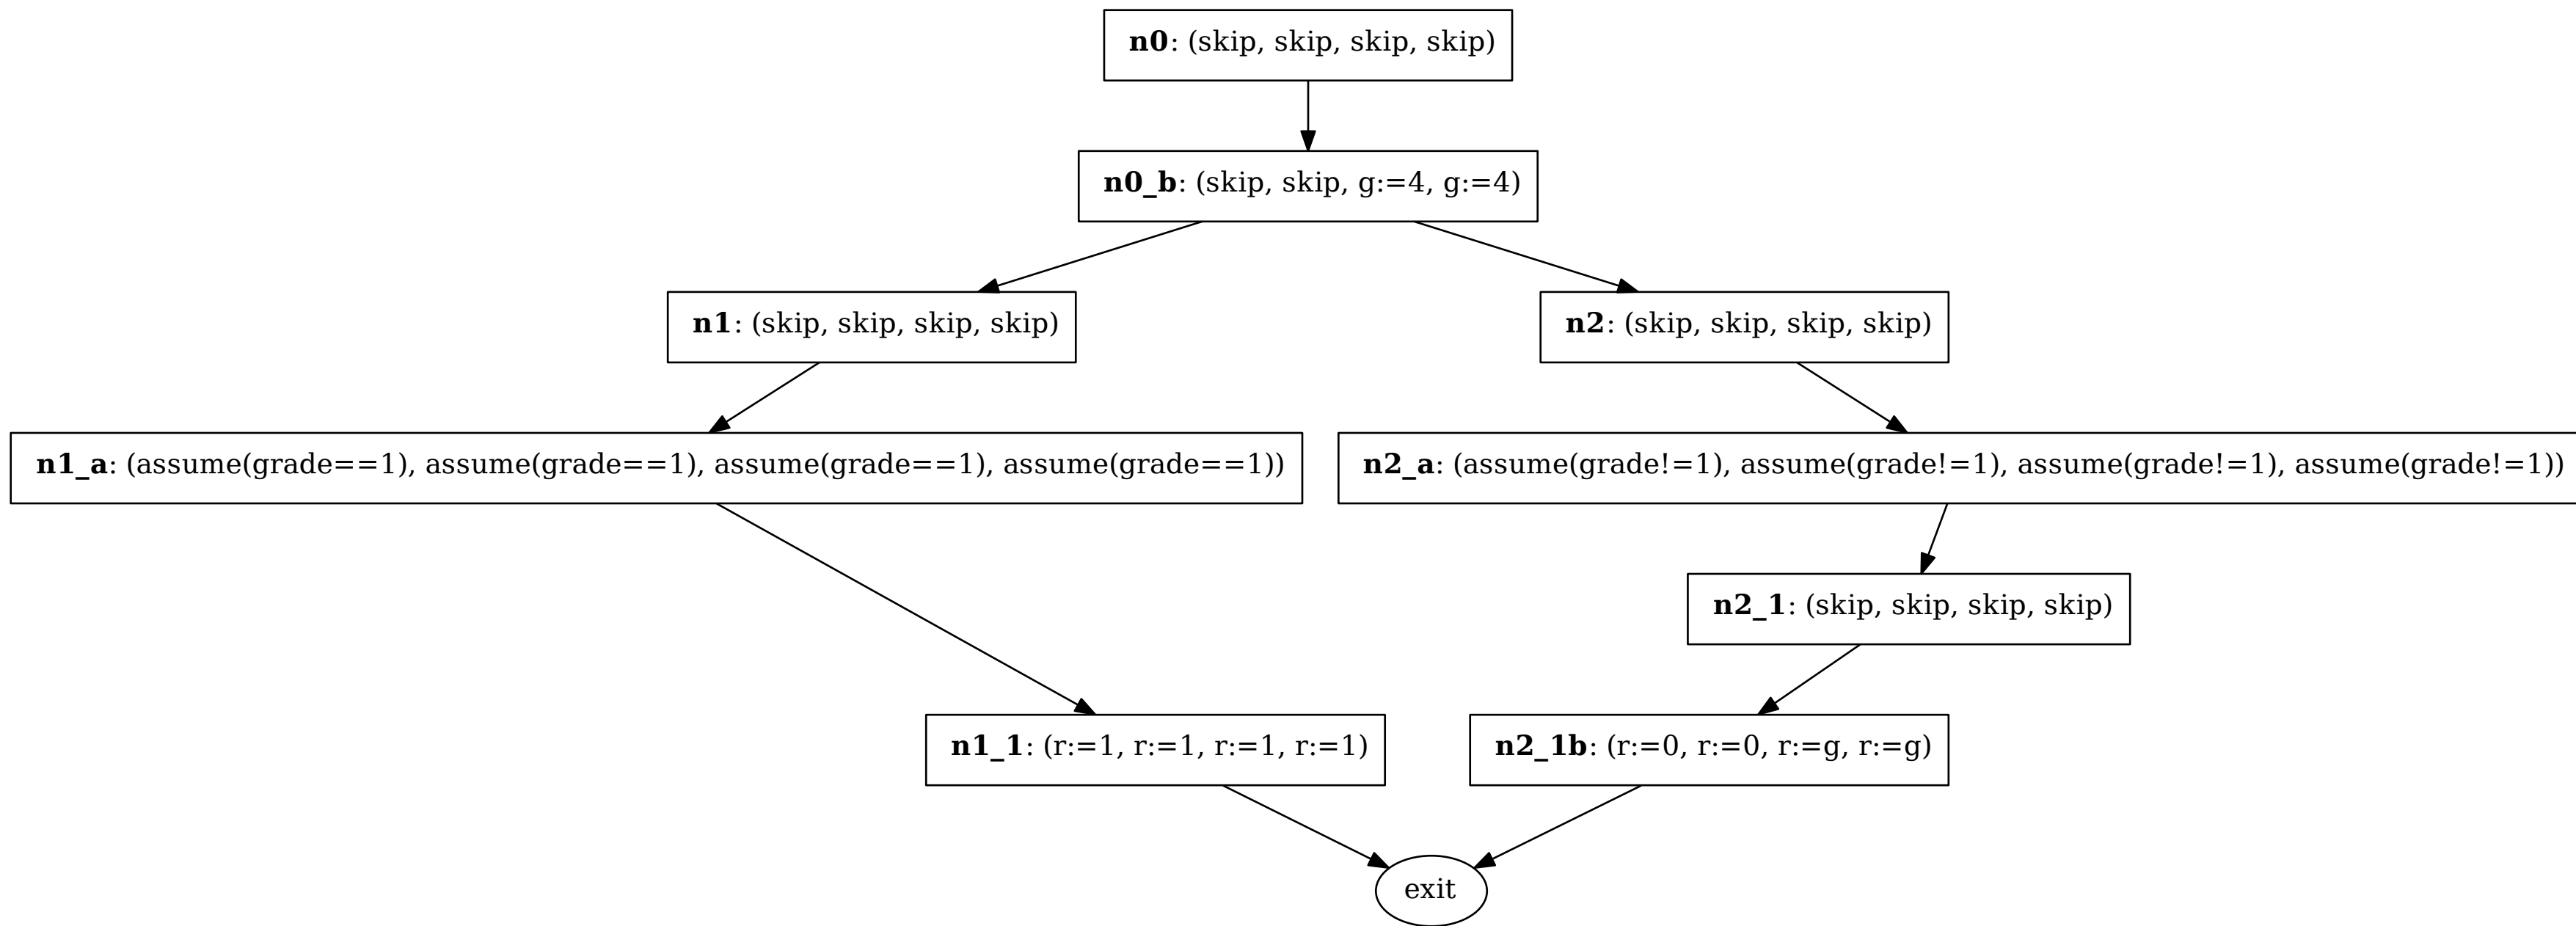 n0: (skip, skip, skip, skip)
n0_b: (skip, skip, g:=4, g:=4)
n1: (skip, skip, skip, skip)
n2: (skip, skip, skip, skip)
n1_a: (assume(grade==1), assume(grade==1), assume(grade==1), assume(grade==1))
n2_a: (assume(grade!=1), assume(grade!=1), assume(grade!=1), assume(grade!=1))
n2_1: (skip, skip, skip, skip)
n1_1: (r:=1, r:=1, r:=1, r:=1)
n2_1b: (r:=0, r:=0, r:=g, r:=g)
exit